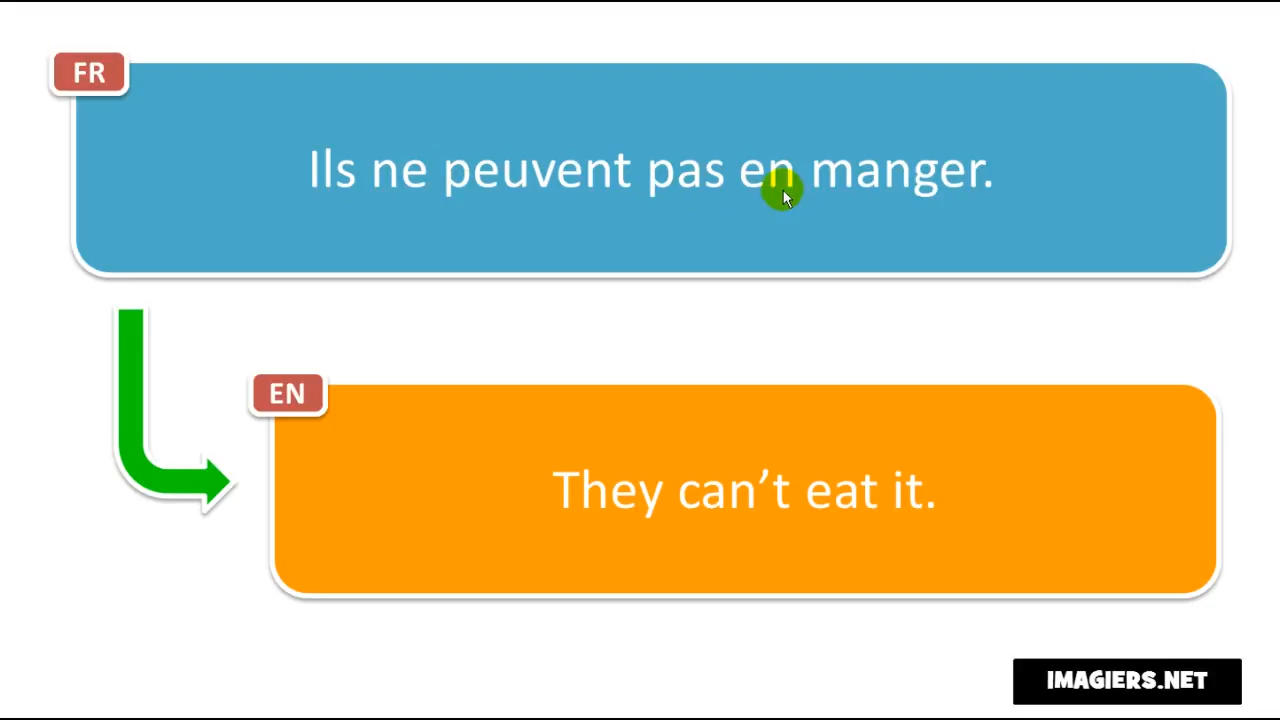 FR
Ils ne peuvent pas en manger.
EN
They can’t eat it.
IMAGIERS.NET